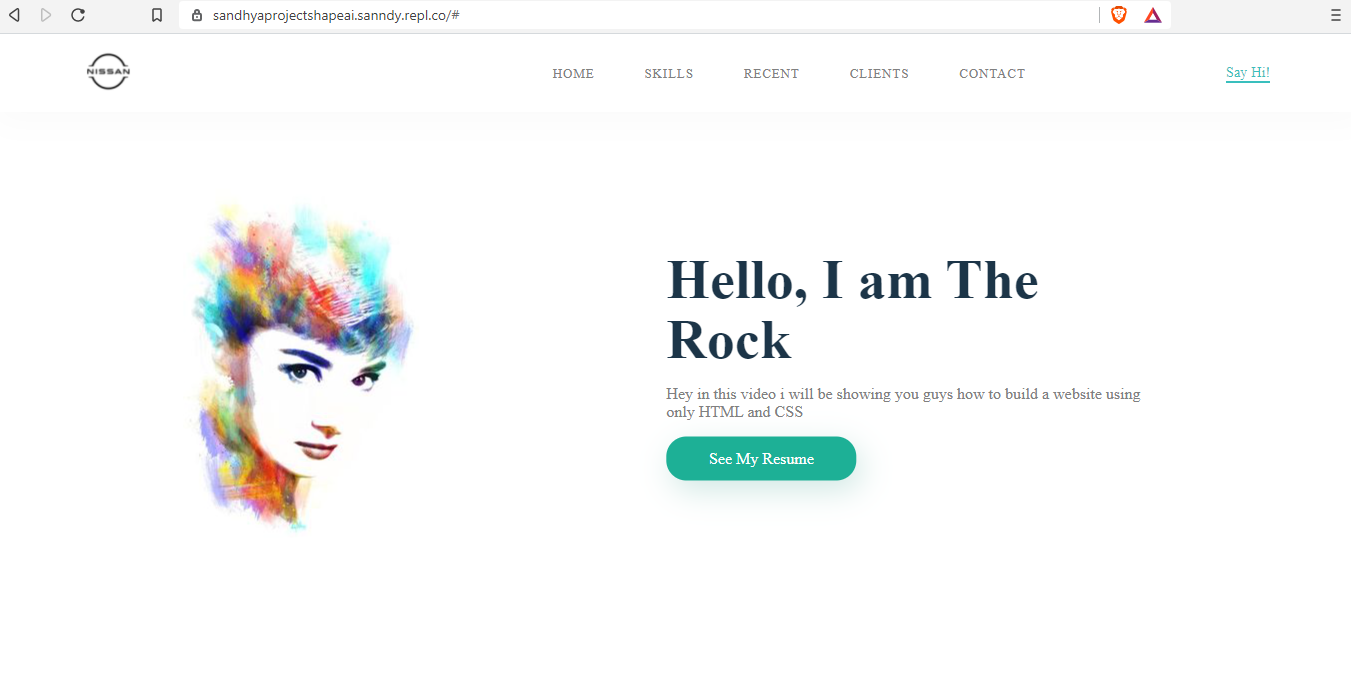 sandhyaprojectshapeai.sanndy.repl.co/#
NISSAN
HOME SKILLS RECENT CLIENTS CONTACT Say Hi!
Hello, I am The
Rock
Hey in this video i will be showing you guys how to build a website using
only HTML and CSS
See My Resume